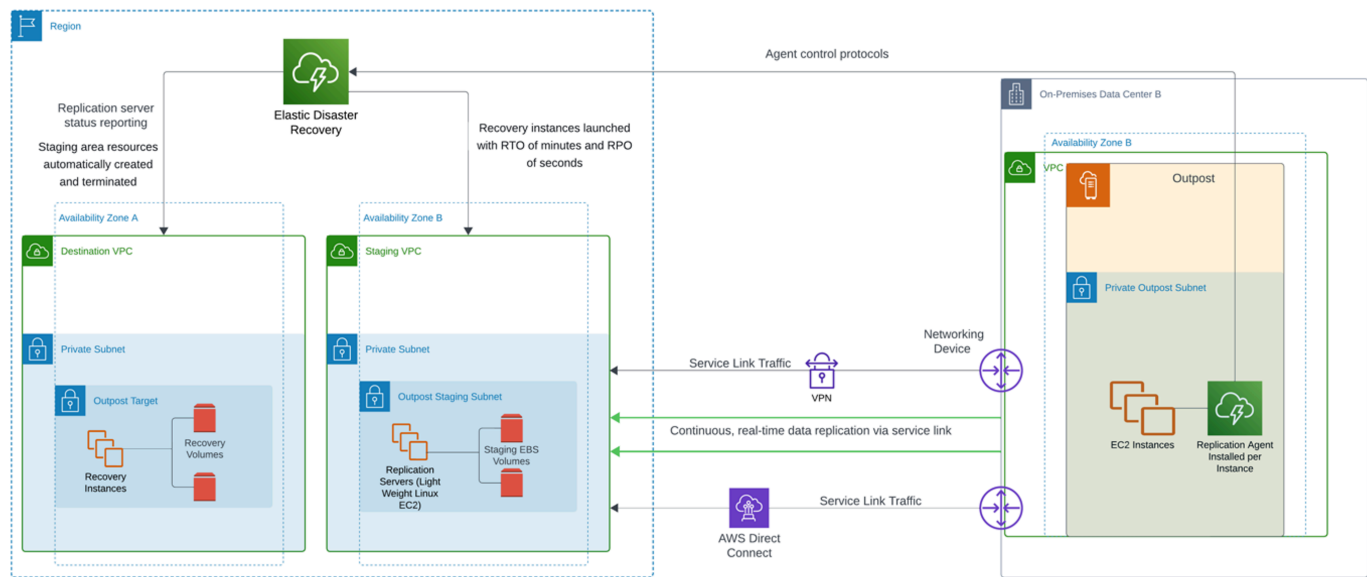 Region
Agent control protocols
On-Premises Data Center B
Elastic Disaster
Recovery
Replication server
status reporting
Staging area resources
automatically created
and terminated
Recovery instances launched
with RTO of minutes and RPO
of seconds
Availability Zone B
VPC
Outpost
Availability Zone A
Availability Zone B
Destination VPC
Staging VPC
Private Outpost Subnet
Private Subnet
Private Subnet
Networking
Device
Service Link Traffic
VPN
Outpost Target
Outpost Staging Subnet
Recovery
Volumes
Recovery
Instances
Staging EBS
Volumes
Replication
Servers (Light
Weight Linux
EC2)
Continuous, real-time data replication via service link
EC2 Instances
Replication Agent
Installed per
Instance
Service Link Traffic
AWS Direct
Connect